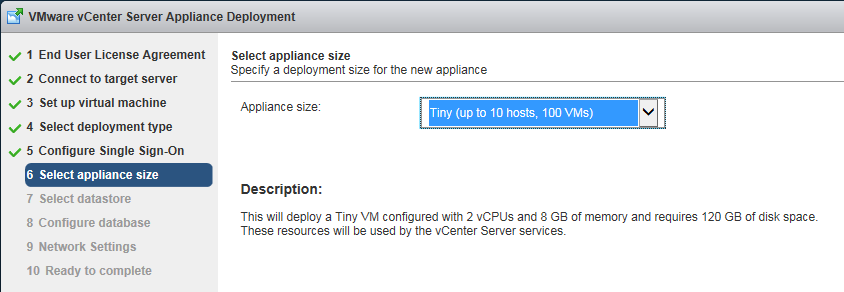 VMware vCenter Server Appliance Deployment
1 End User License Agreement
2 Connect to target server
3 Set up virtual machine
4 Select deployment type
5 Configure Single Sign-On
6 Select appliance size
7 Select datastore
8 Configure database
9 Network Settings
10 Ready to complete
Select appliance size
Specify a deployment size for the new appliance
Appliance size:
Tiny (up to 10 hosts, 100 VMs)
Description:
This will deploy a Tiny VM configured with 2 vCPUs and 8 GB of memory and requires 120 GB of disk space.
These resources will be used by the vCenter Server services.